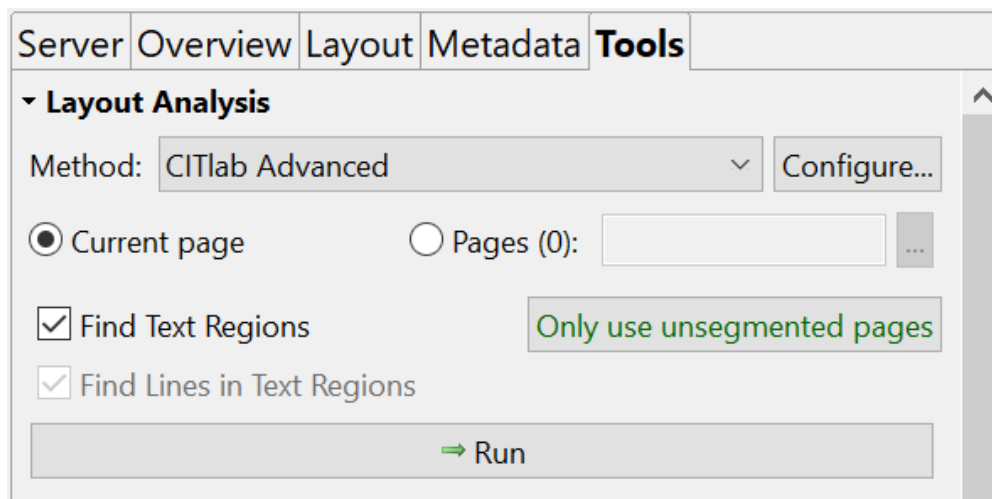 Server Overview Layout Metadata Tools
Layout Analysis
Method: CITlab Advanced Configure...
Current page Pages (0): ...
Find Text Regions Only use unsegmented pages
Find Lines in Text Regions
Run